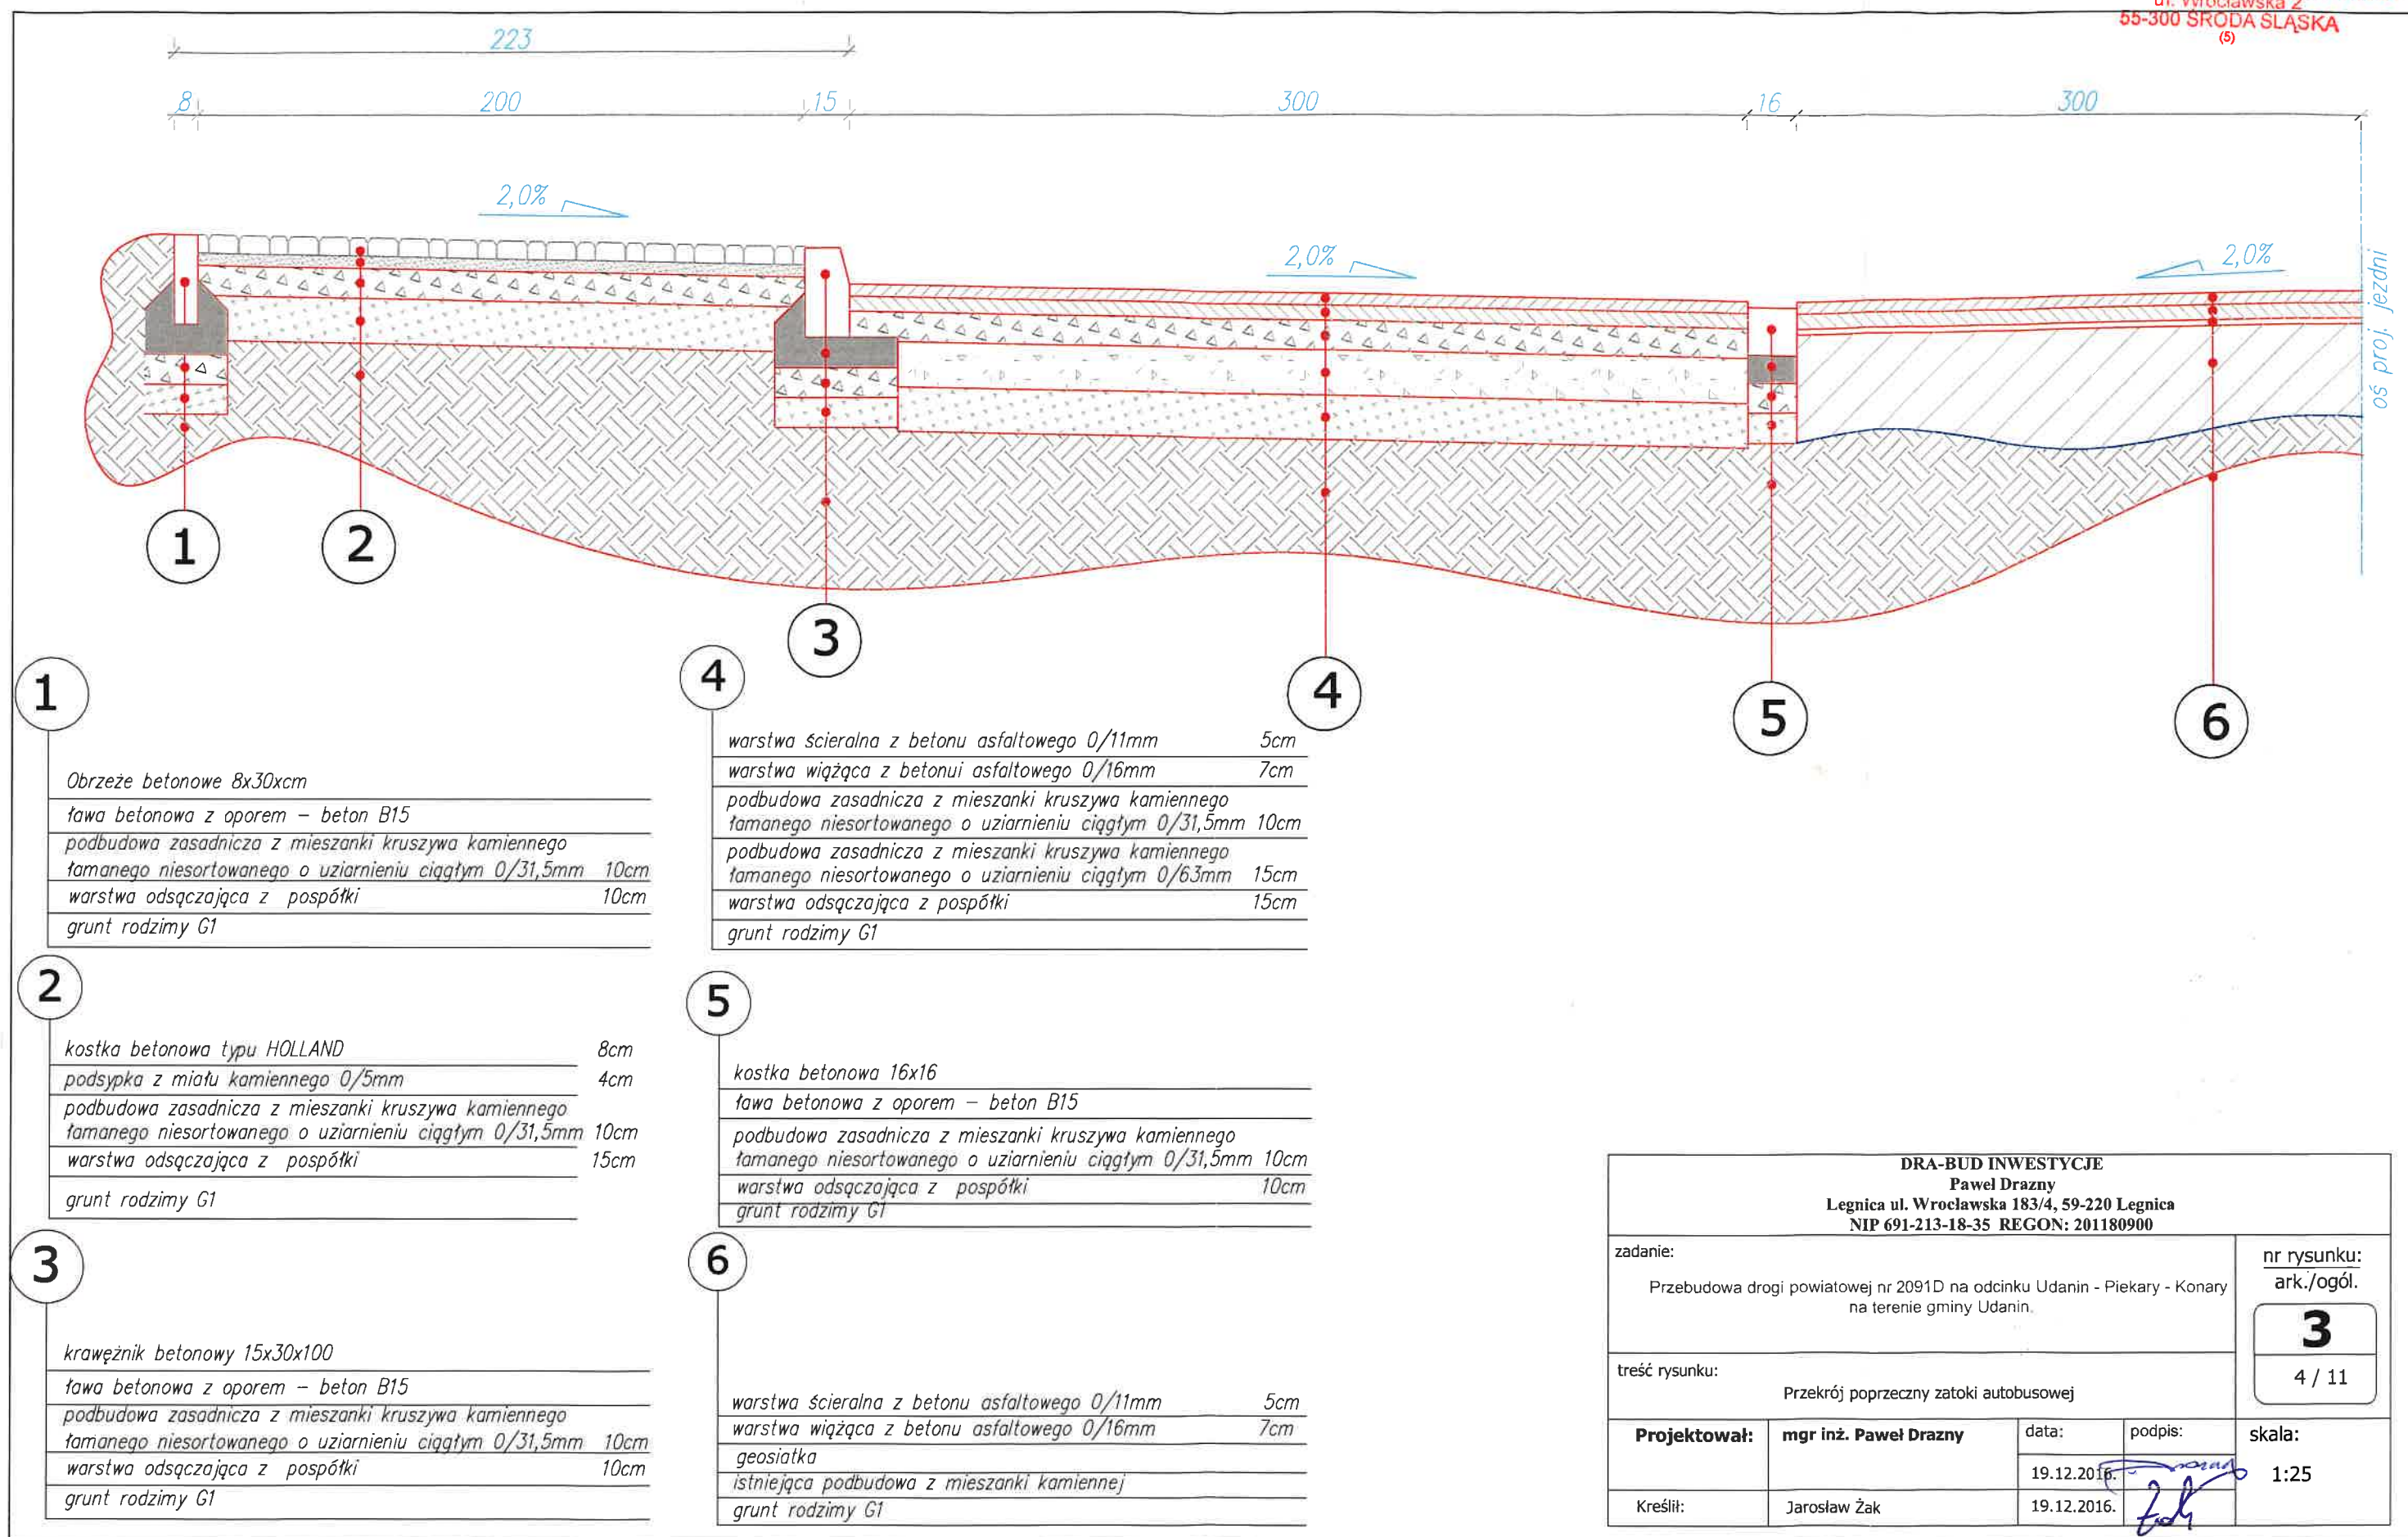 ul. Wrocławska 2
55-300 ŚRODA ŚLĄSKA
(5)
223
8 200 15 300 16 300
2,0%
2,0%
2,0%
oś proj. jezdni
1
2
3
4
5
6
1
Obrzeże betonowe 8x30xcm
ława betonowa z oporem – beton B15
podbudowa zasadnicza z mieszanki kruszywa kamiennego
łamanego niesortowanego o uziarnieniu ciągłym 0/31,5mm 10cm
warstwa odsączająca z pospółki 10cm
grunt rodzimy G1
2
kostka betonowa typu HOLLAND 8cm
podsypka z miału kamiennego 0/5mm 4cm
podbudowa zasadnicza z mieszanki kruszywa kamiennego
łamanego niesortowanego o uziarnieniu ciągłym 0/31,5mm 10cm
warstwa odsączająca z pospółki 15cm
grunt rodzimy G1
3
krawężnik betonowy 15x30x100
ława betonowa z oporem – beton B15
podbudowa zasadnicza z mieszanki kruszywa kamiennego
łamanego niesortowanego o uziarnieniu ciągłym 0/31,5mm 10cm
warstwa odsączająca z pospółki 10cm
grunt rodzimy G1
4
warstwa ścieralna z betonu asfaltowego 0/11mm 5cm
warstwa wiążąca z betonui asfaltowego 0/16mm 7cm
podbudowa zasadnicza z mieszanki kruszywa kamiennego
łamanego niesortowanego o uziarnieniu ciągłym 0/31,5mm 10cm
podbudowa zasadnicza z mieszanki kruszywa kamiennego
łamanego niesortowanego o uziarnieniu ciągłym 0/63mm 15cm
warstwa odsączająca z pospółki 15cm
grunt rodzimy G1
5
kostka betonowa 16x16
ława betonowa z oporem – beton B15
podbudowa zasadnicza z mieszanki kruszywa kamiennego
łamanego niesortowanego o uziarnieniu ciągłym 0/31,5mm 10cm
warstwa odsączająca z pospółki 10cm
grunt rodzimy G1
6
warstwa ścieralna z betonu asfaltowego 0/11mm 5cm
warstwa wiążąca z betonu asfaltowego 0/16mm 7cm
geosiatka
istniejąca podbudowa z mieszanki kamiennej
grunt rodzimy G1
DRA-BUD INWESTYCJE
Paweł Drazny
Legnica ul. Wrocławska 183/4, 59-220 Legnica
NIP 691-213-18-35 REGON: 201180900
zadanie:
Przebudowa drogi powiatowej nr 2091D na odcinku Udanin - Piekary - Konary
na terenie gminy Udanin.
nr rysunku:
ark./ogól.
3
4 / 11
treść rysunku:
Przekrój poprzeczny zatoki autobusowej
Projektował: mgr inż. Paweł Drazny data: podpis: skala:
19.12.2016. 1:25
Kreślił: Jarosław Żak 19.12.2016.